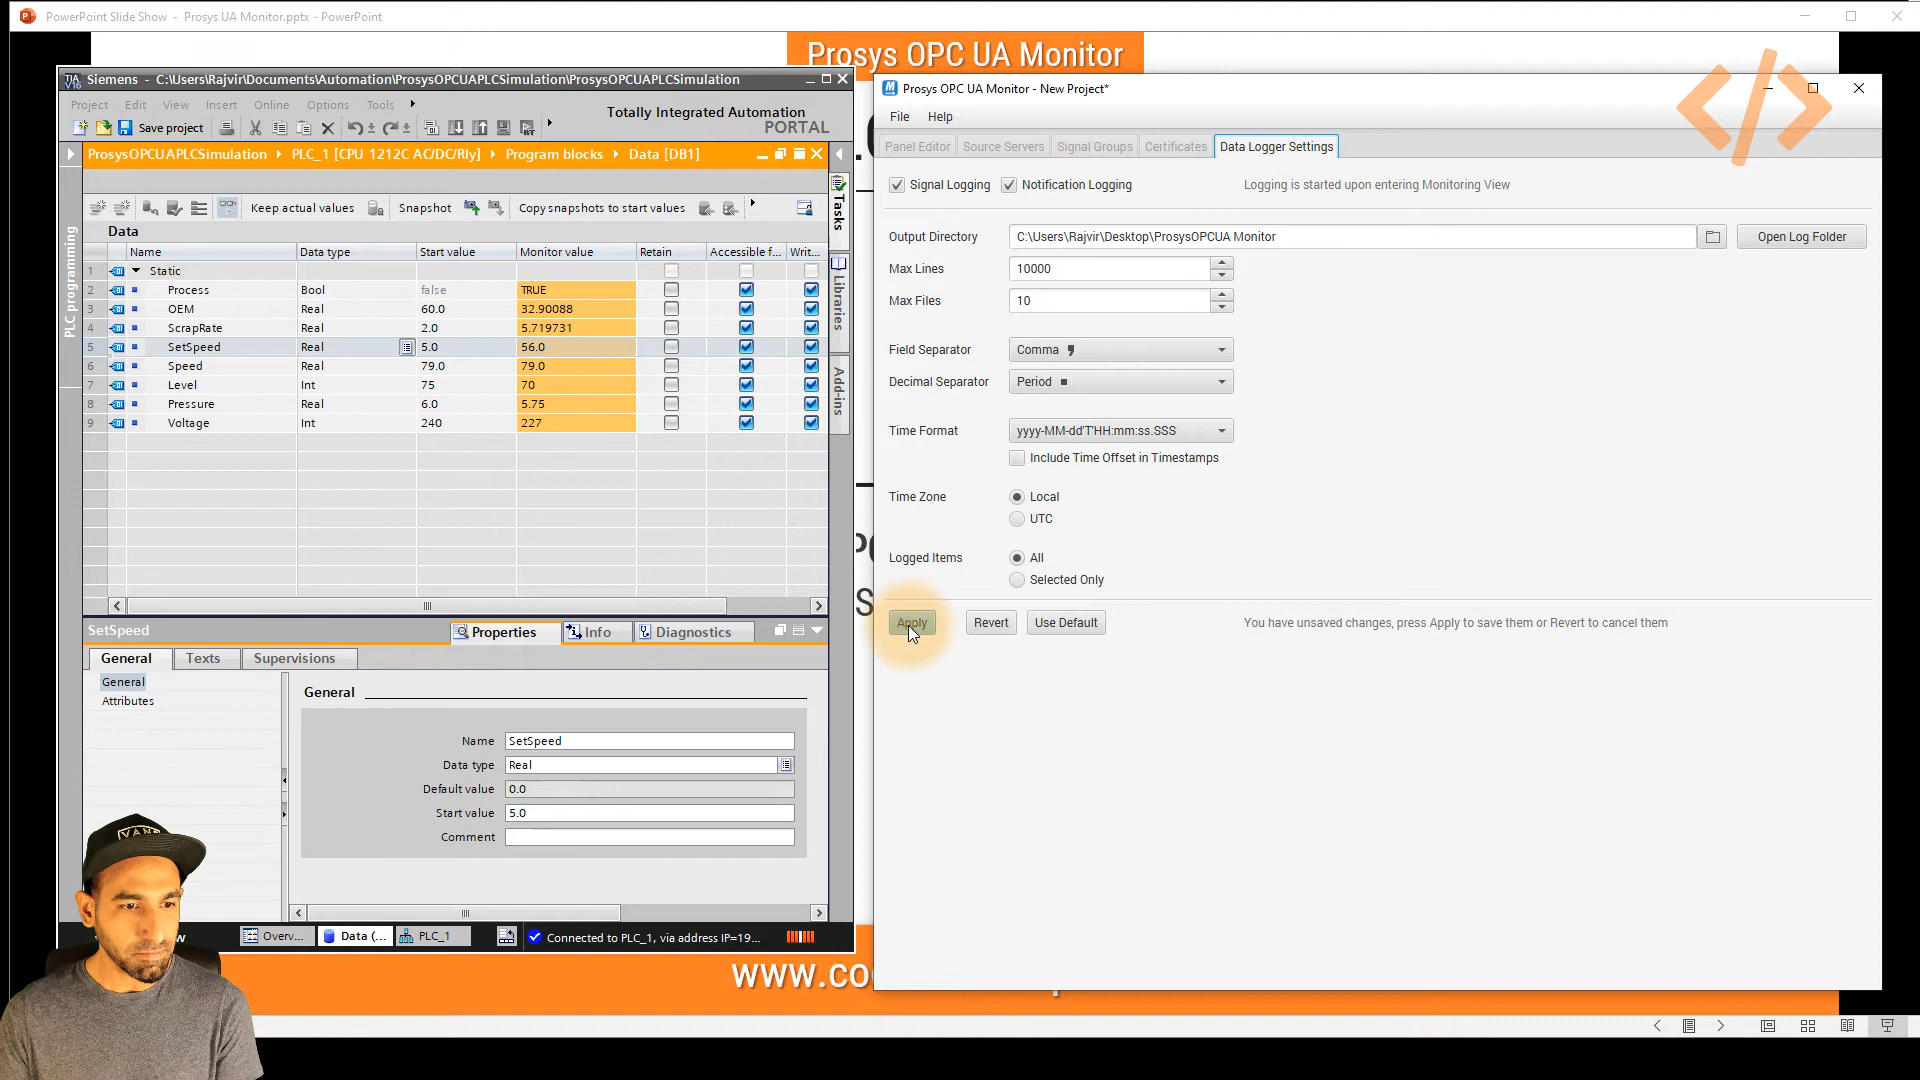 PowerPoint Slide Show - Prosys UA Monitor.pptx - PowerPoint
Prosys OPC UA Monitor
Siemens - C:\Users\Rajvir\Documents\Automation\ProsysOPCUAPLCSimulation\ProsysOPCUAPLCSimulation
Project Edit View Insert Online Options Tools
Totally Integrated Automation
PORTAL
Save project
ProsysOPCUAPLCSimulation PLC_1 [CPU 1212C AC/DC/Rly] Program blocks Data [DB1]
Keep actual values Snapshot Copy snapshots to start values
Data
Name Data type Start value Monitor value Retain Accessible f... Writ...
1 Static
2 Process Bool false TRUE
3 OEM Real 60.0 32.90088
4 ScrapRate Real 2.0 5.719731
5 SetSpeed Real 5.0 56.0
6 Speed Real 79.0 79.0
7 Level Int 75 70
8 Pressure Real 6.0 5.75
9 Voltage Int 240 227
PLC programming
Tasks
Libraries
Add-ins
SetSpeed Properties Info Diagnostics
General Texts Supervisions
General
Attributes
General
Name SetSpeed
Data type Real
Default value 0.0
Start value 5.0
Comment
Overv... Data (... PLC_1 Connected to PLC_1, via address IP=19...
VANS
www.co
Prosys OPC UA Monitor - New Project*
File Help
Panel Editor Source Servers Signal Groups Certificates Data Logger Settings
Signal Logging Notification Logging Logging is started upon entering Monitoring View
Output Directory C:\Users\Rajvir\Desktop\ProsysOPCUA Monitor Open Log Folder
Max Lines 10000
Max Files 10
Field Separator Comma ,
Decimal Separator Period
Time Format yyyy-MM-dd'T'HH:mm:ss.SSS
Include Time Offset in Timestamps
Time Zone Local
UTC
Logged Items All
Selected Only
Apply Revert Use Default You have unsaved changes, press Apply to save them or Revert to cancel them